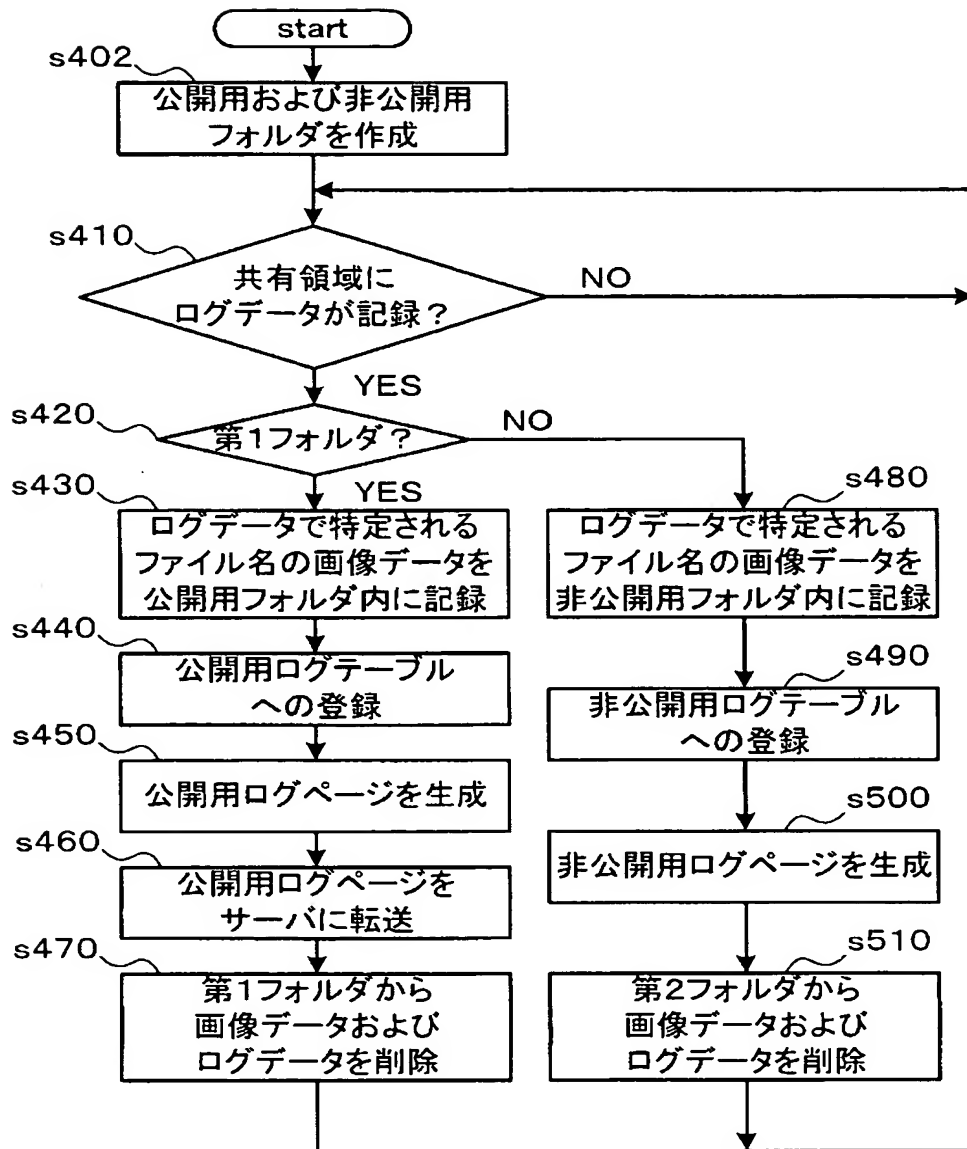 start
s402
公開用および非公開用
フォルダを作成
s410
共有領域に
ログデータが記録？
NO
YES
s420
第1フォルダ？
NO
YES
s430
ログデータで特定される
ファイル名の画像データを
公開用フォルダ内に記録
s480
ログデータで特定される
ファイル名の画像データを
非公開用フォルダ内に記録
s440
公開用ログテーブル
への登録
s490
非公開用ログテーブル
への登録
s450
公開用ログページを生成
s500
非公開用ログページを生成
s460
公開用ログページを
サーバに転送
s470
第1フォルダから
画像データおよび
ログデータを削除
s510
第2フォルダから
画像データおよび
ログデータを削除